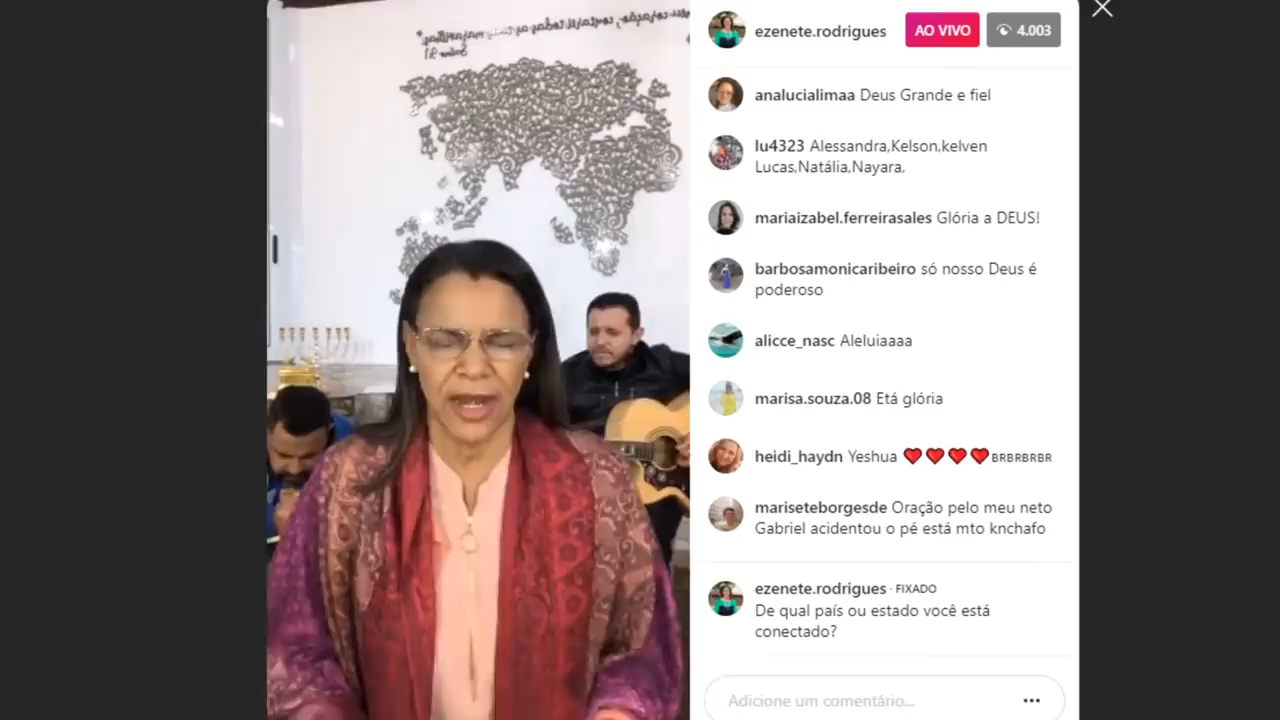 ezenete.rodrigues AO VIVO 4.003
analucialimaa Deus Grande e fiel
lu4323 Alessandra,Kelson,kelven
Lucas,Natália,Nayara,
mariaizabel.ferreirasales Glória a DEUS!
barbosamonicaribeiro só nosso Deus é
poderoso
alicce_nasc Aleluiaaaa
marisa.souza.08 Etá glória
heidi_haydn Yeshua ❤️❤️❤️❤️BRBRBRBR
mariseteborgesde Oração pelo meu neto
Gabriel acidentou o pé está mto knchafo
ezenete.rodrigues · FIXADO
De qual país ou estado você está
conectado?
Adicione um comentário...